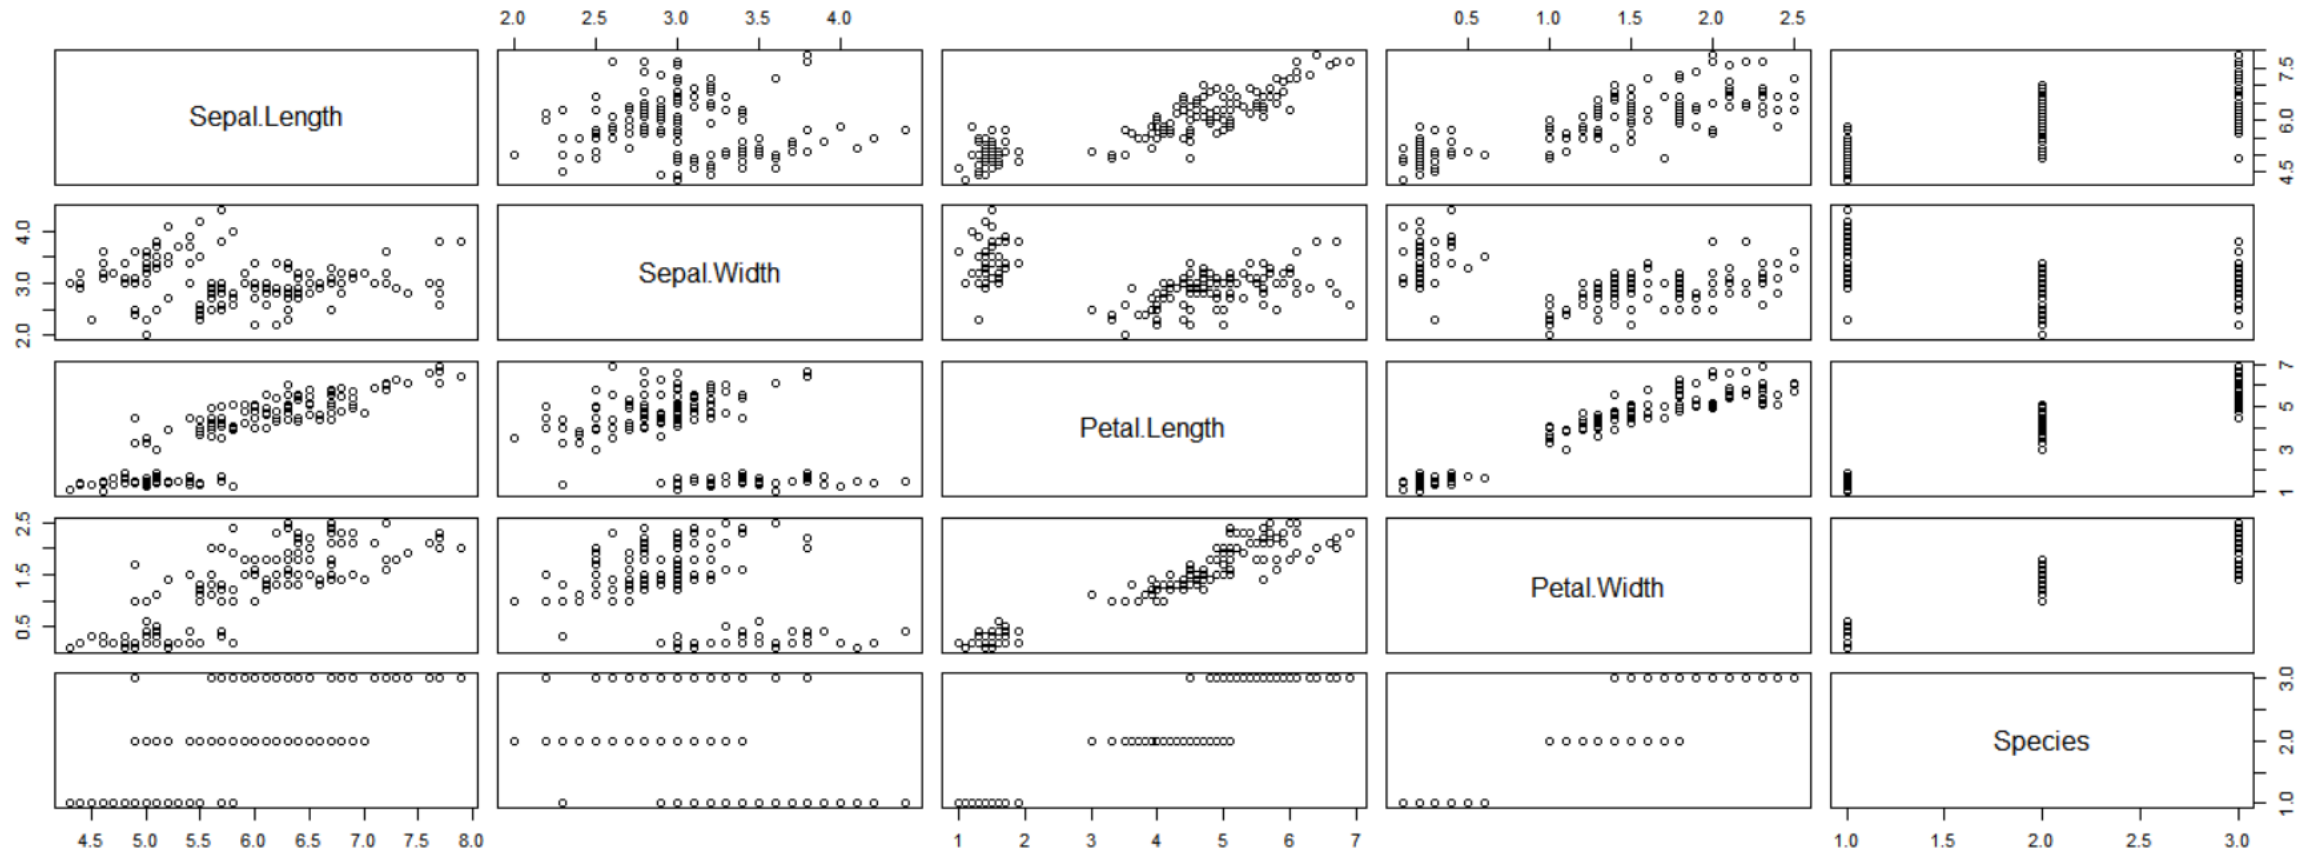 2.0 2.5 3.0 3.5 4.0 0.5 1.0 1.5 2.0 2.5
Sepal.Length
4.5 6.0 7.5
2.0 3.0 4.0
Sepal.Width
Petal.Length
1 3 5 7
0.5 1.5 2.5
Petal.Width
Species
1.0 2.0 3.0
4.5 5.0 5.5 6.0 6.5 7.0 7.5 8.0 1 2 3 4 5 6 7 1.0 1.5 2.0 2.5 3.0